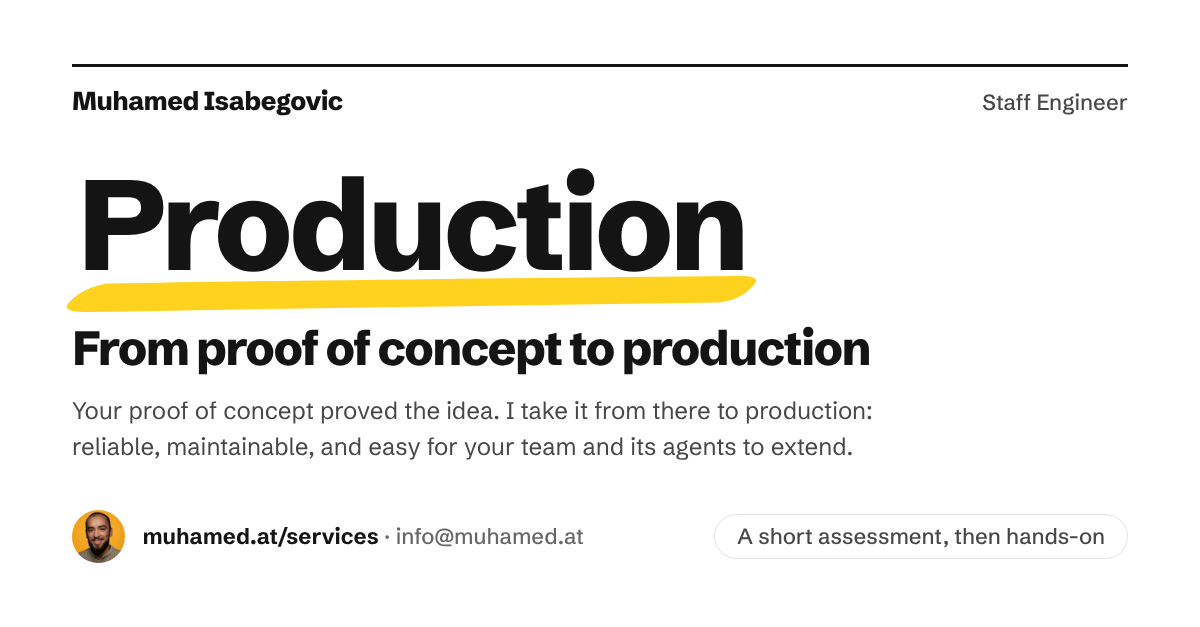 Muhamed Isabegovic
Staff Engineer
Production
From proof of concept to production
Your proof of concept proved the idea. I take it from there to production:
reliable, maintainable, and easy for your team and its agents to extend.
muhamed.at/services · info@muhamed.at
A short assessment, then hands-on